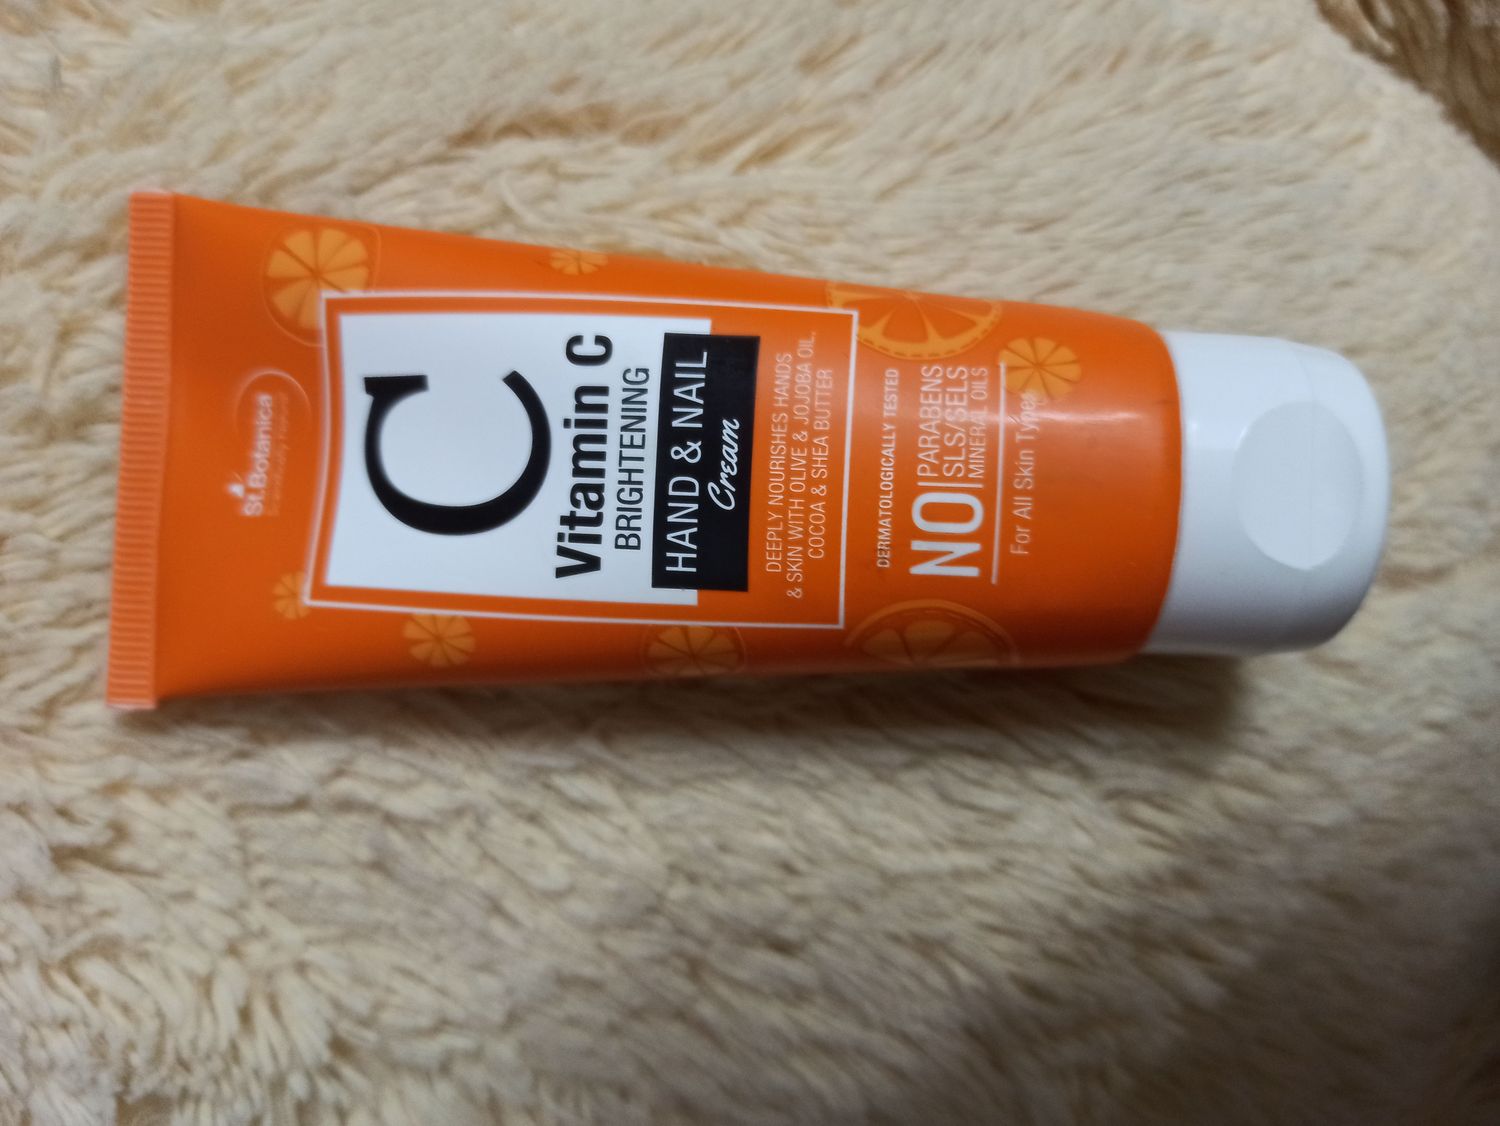 St.Botanica
C
Vitamin C
BRIGHTENING
HAND & NAIL
Cream
DEEPLY NOURISHES HANDS
& SKIN WITH OLIVE & JOJOBA OIL,
COCOA & SHEA BUTTER
DERMATOLOGICALLY TESTED
NO PARABENS
SLS/SELS
MINERAL OILS
For All Skin Types